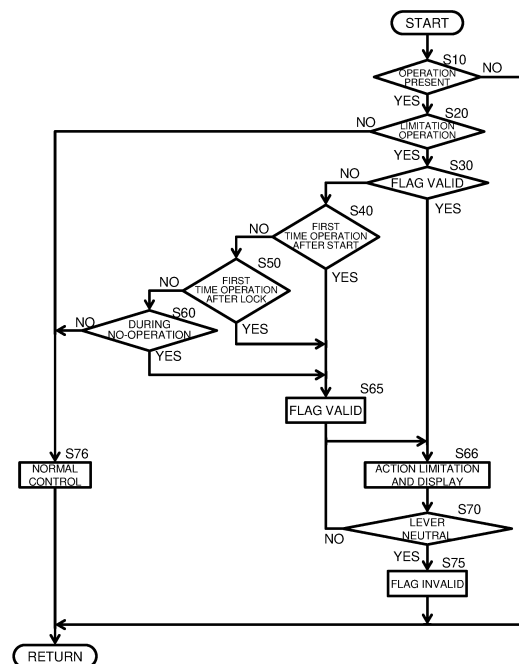 START
S10
OPERATION
PRESENT
NO
YES
S20
NO
LIMITATION
OPERATION
YES
S30
NO
FLAG VALID
YES
S40
NO
FIRST
TIME OPERATION
AFTER START
YES
S50
NO
FIRST
TIME OPERATION
AFTER LOCK
YES
S60
NO
DURING
NO-OPERATION
YES
S65
FLAG VALID
S76
NORMAL
CONTROL
S66
ACTION LIMITATION
AND DISPLAY
S70
LEVER
NEUTRAL
NO
YES
S75
FLAG INVALID
RETURN